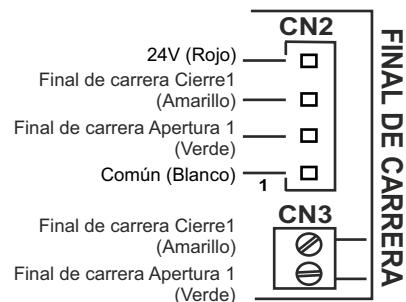 CN2
24V (Rojo)
Final de carrera Cierre1
(Amarillo)
Final de carrera Apertura 1
(Verde)
Común (Blanco)
1
CN3
Final de carrera Cierre1
(Amarillo)
Final de carrera Apertura 1
(Verde)
FINAL DE CARRERA